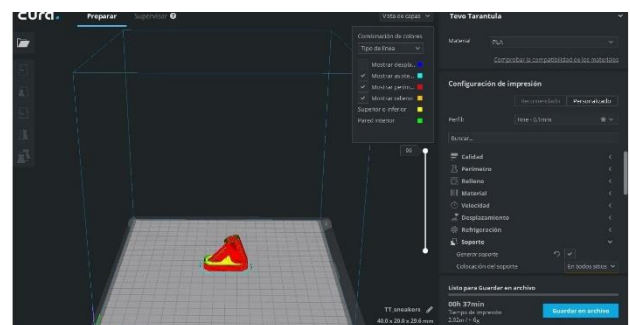 cura.
Preparar
Supervisar
Vista de capas
Tevo Tarantula
Combinación de colores
Tipo de línea
Mostrar despla...
Mostrar asiste...
Mostrar perím...
Mostrar relleno
Superior o inferior
Pared interior
96
Material
PLA
Comprobar la compatibilidad de los materiales
Configuración de impresión
Recomendado
Personalizado
Perfil:
Fine - 0.1mm
Buscar...
Calidad
Perímetro
Relleno
Material
Velocidad
Desplazamiento
Refrigeración
Soporte
Generar soporte
Colocación del soporte
En todos sitios
Listo para Guardar en archivo
00h 37min
Tiempo de impresión
Guardar en archivo
TT_sneakers
40.0 x 20.0 x 29.6 mm